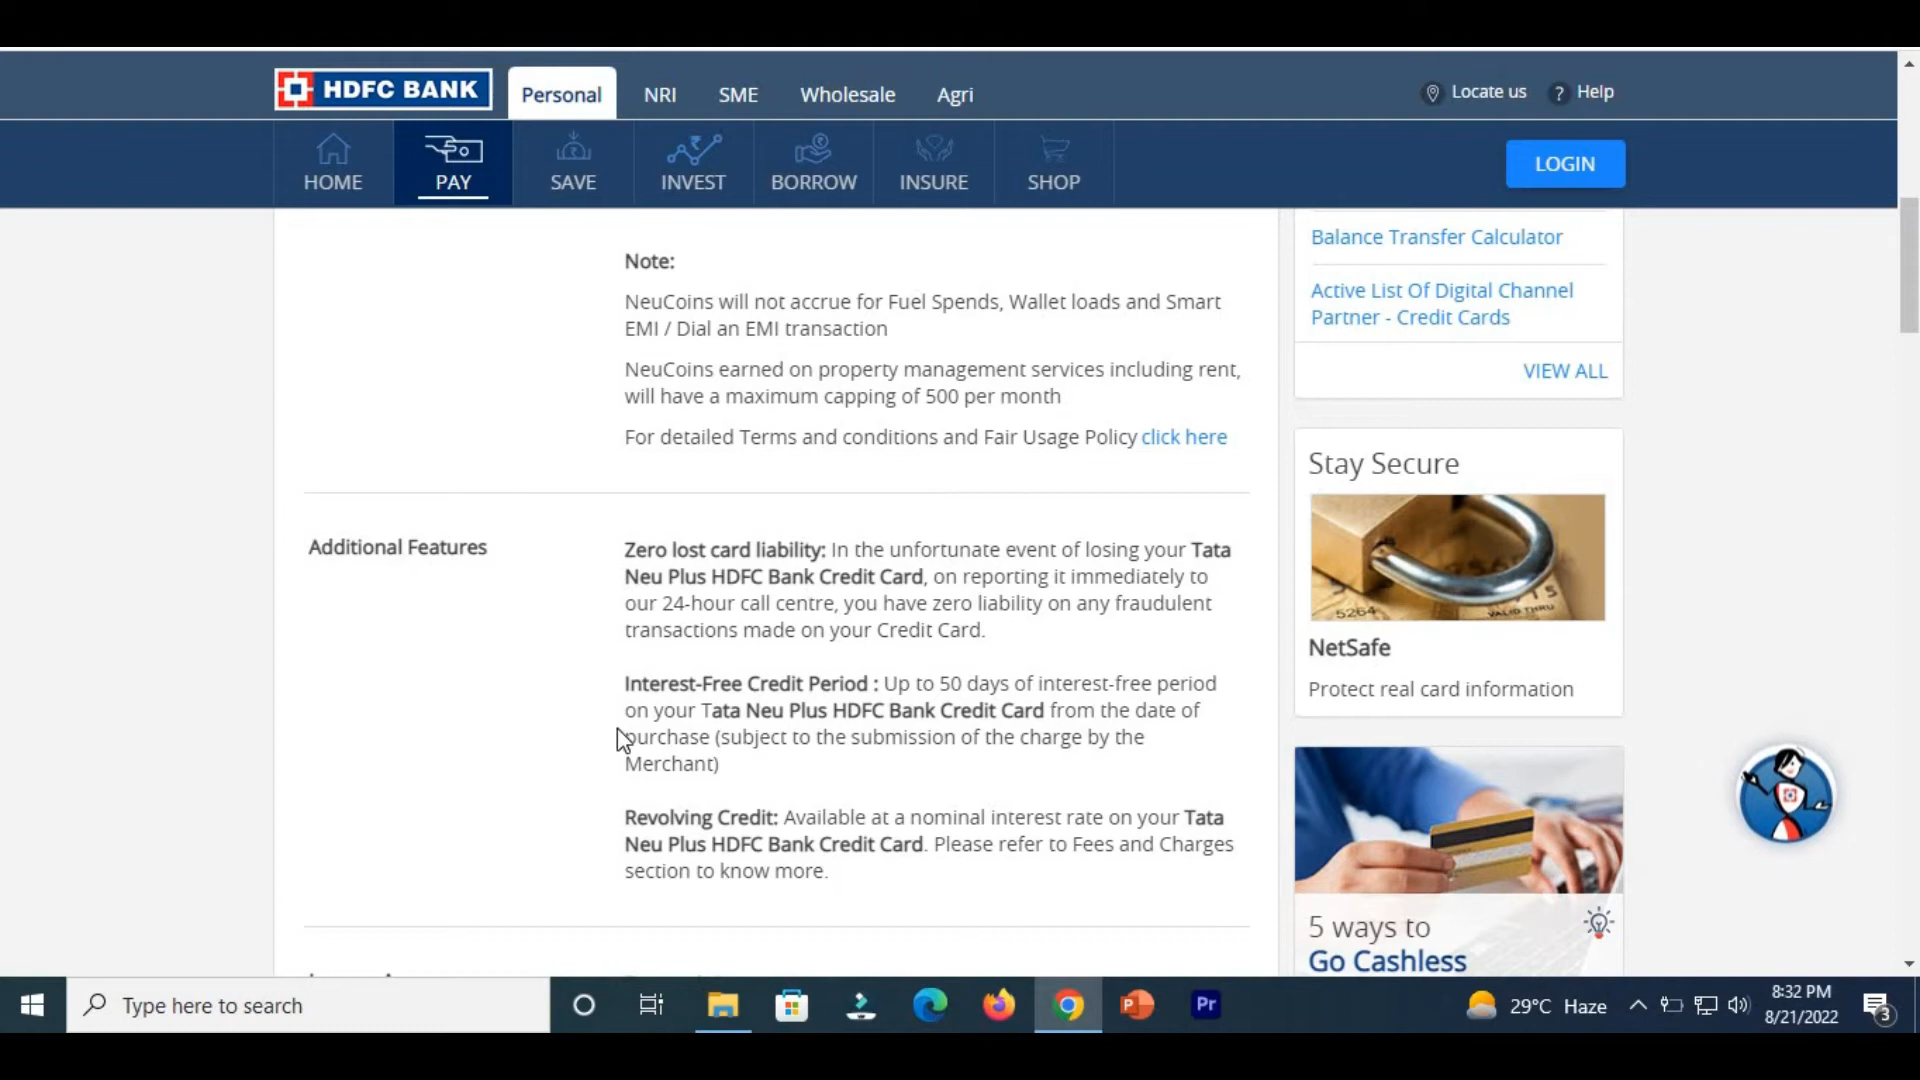 HDFC BANK
Personal
NRI
SME
Wholesale
Agri
Locate us
? Help
HOME
PAY
SAVE
INVEST
BORROW
INSURE
SHOP
LOGIN
Note:
NeuCoins will not accrue for Fuel Spends, Wallet loads and Smart
EMI / Dial an EMI transaction
NeuCoins earned on property management services including rent,
will have a maximum capping of 500 per month
For detailed Terms and conditions and Fair Usage Policy click here
Additional Features
Zero lost card liability: In the unfortunate event of losing your Tata
Neu Plus HDFC Bank Credit Card, on reporting it immediately to
our 24-hour call centre, you have zero liability on any fraudulent
transactions made on your Credit Card.
Interest-Free Credit Period : Up to 50 days of interest-free period
on your Tata Neu Plus HDFC Bank Credit Card from the date of
purchase (subject to the submission of the charge by the
Merchant)
Revolving Credit: Available at a nominal interest rate on your Tata
Neu Plus HDFC Bank Credit Card. Please refer to Fees and Charges
section to know more.
Balance Transfer Calculator
Active List Of Digital Channel
Partner - Credit Cards
VIEW ALL
Stay Secure
5264
VALID THRU
NetSafe
Protect real card information
5 ways to
Go Cashless
Type here to search
P
Pr
29°C Haze
8:32 PM
8/21/2022
3